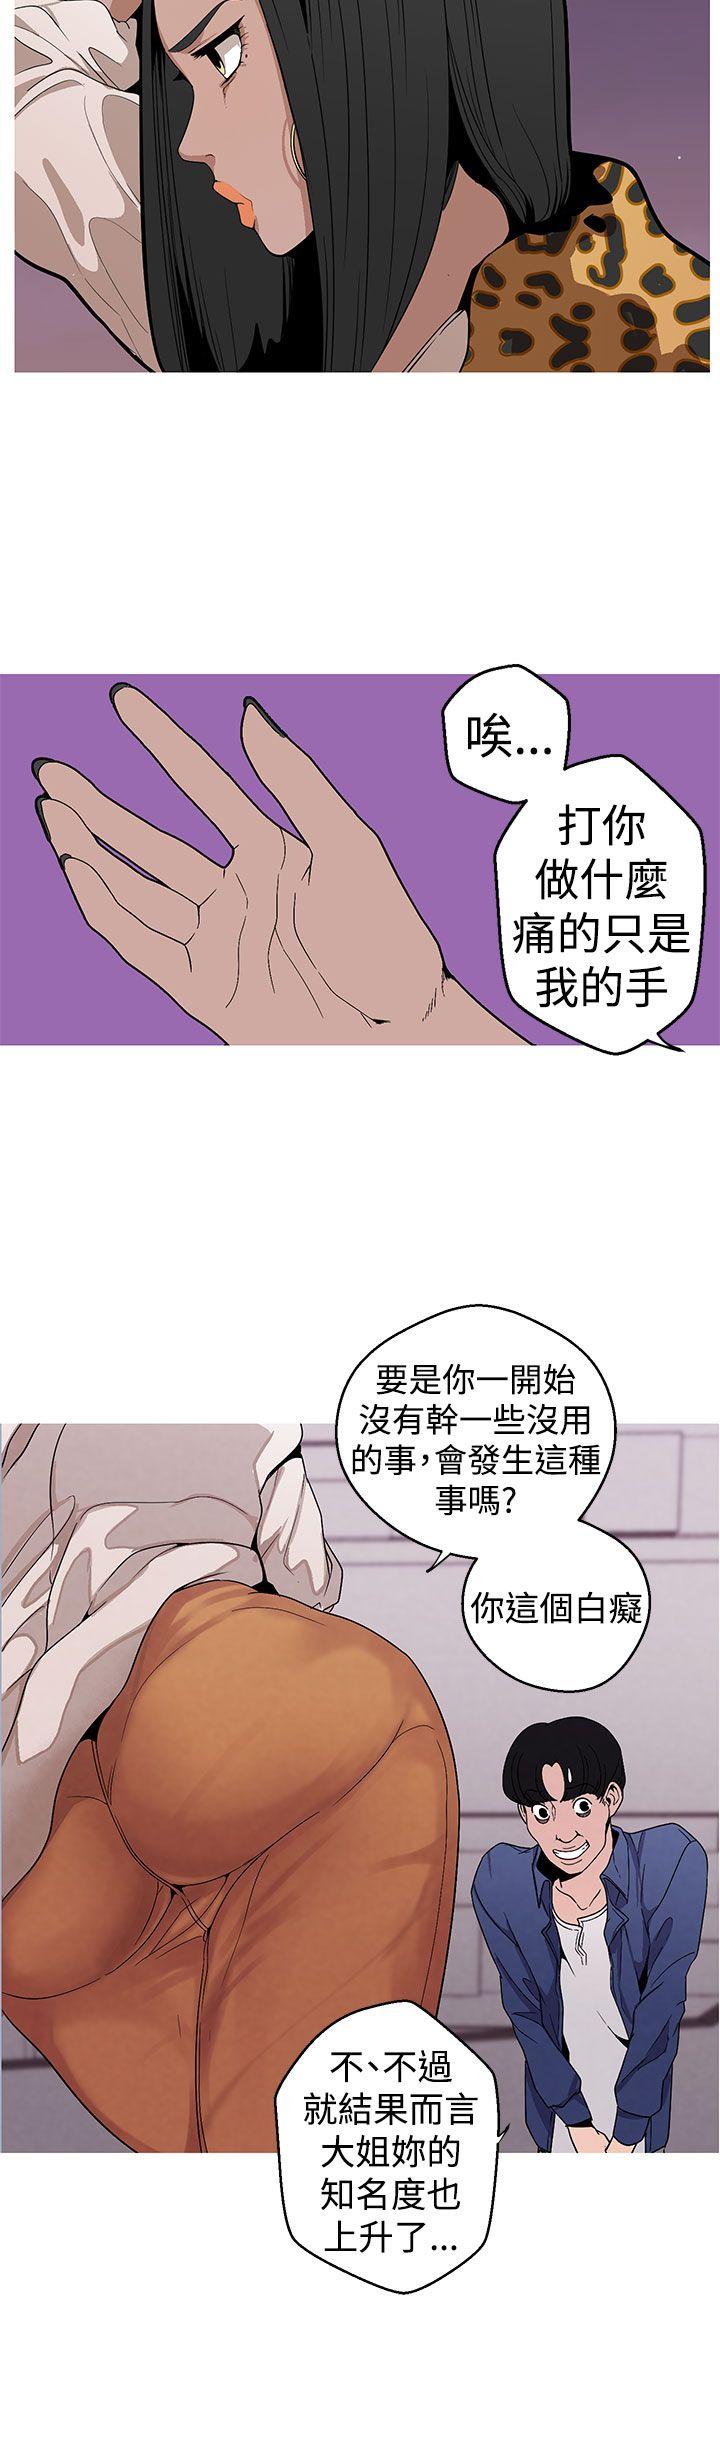 唉...
打你
做什麼
痛的只是
我的手
要是你一開始
沒有幹一些沒用
的事，會發生這種
事嗎?
你這個白癡
不、不過
就結果而言
大姐妳的
知名度也
上升了...